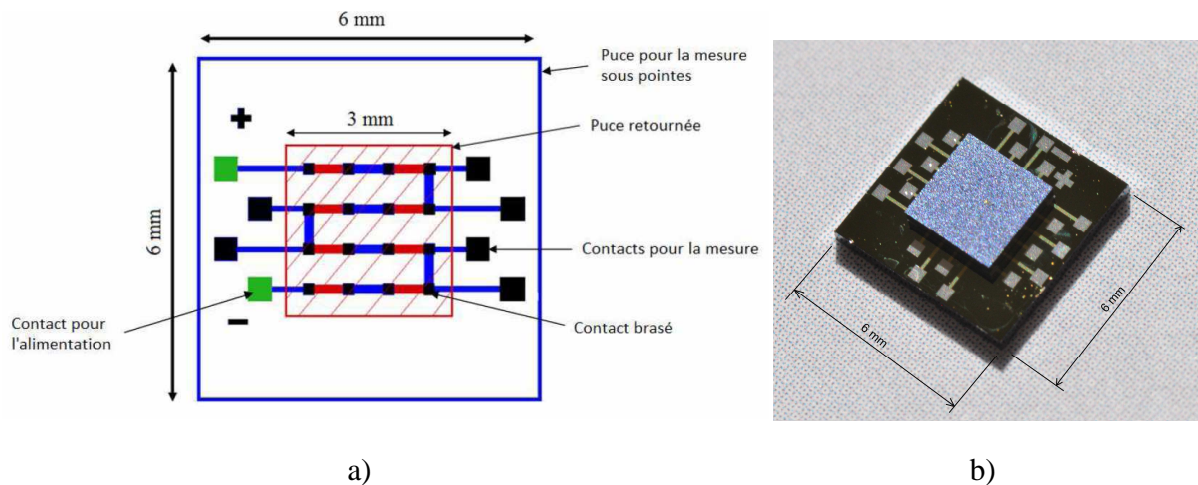 6 mm
Puce pour la mesure
sous pointes
+
3 mm
Puce retournée
6 mm
Contacts pour la mesure
Contact brasé
Contact pour
l'alimentation
−
6 mm
6 mm
a)
b)